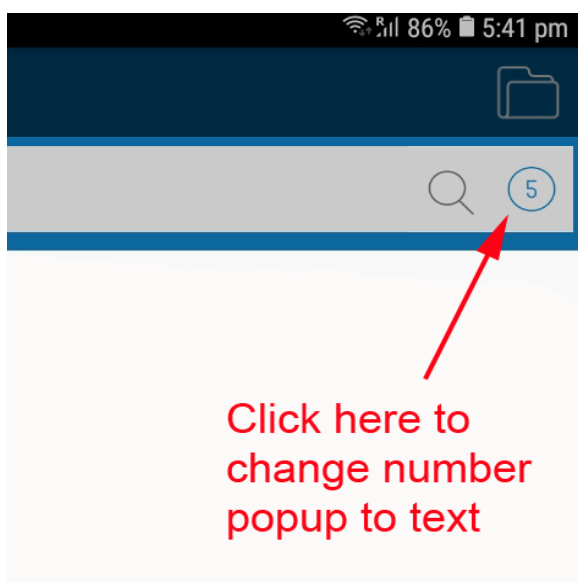 R 86% 5:41 pm
5
Click here to
change number
popup to text